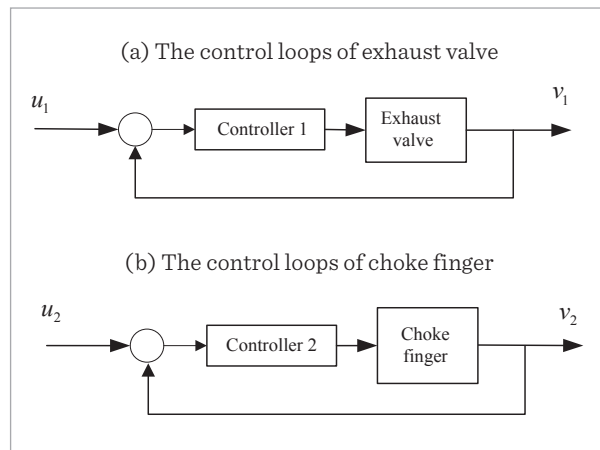 (a) The control loops of exhaust valve
u1
v1
Controller 1
Exhaust
valve
(b) The control loops of choke finger
u2
v2
Controller 2
Choke
finger